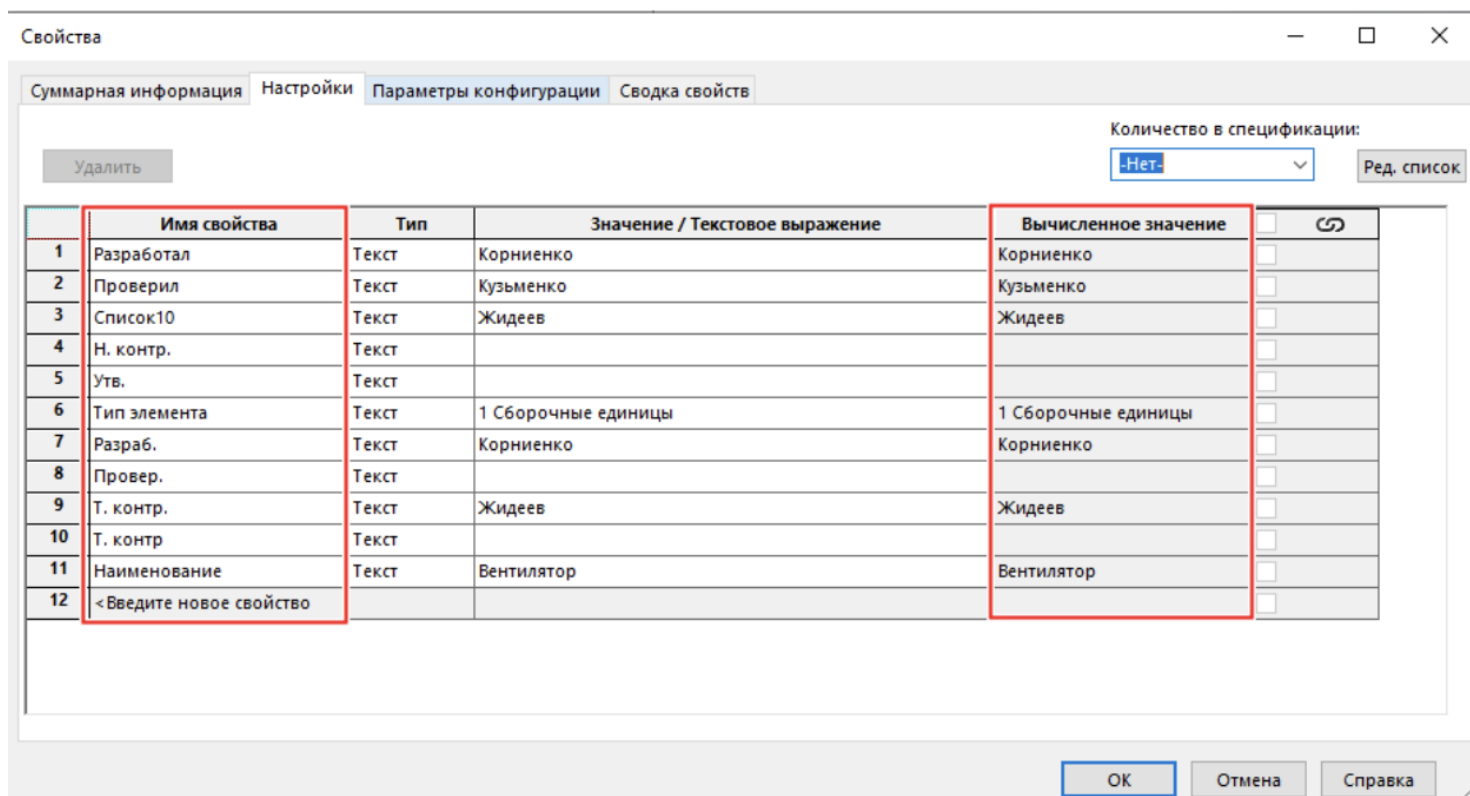 Свойства
Суммарная информация Настройки Параметры конфигурации Сводка свойств
Количество в спецификации:
Удалить -Нет- Ред. список
Имя свойства Тип Значение / Текстовое выражение Вычисленное значение
1 Разработал Текст Корниенко Корниенко
2 Проверил Текст Кузьменко Кузьменко
3 Список10 Текст Жидеев Жидеев
4 Н. контр. Текст
5 Утв. Текст
6 Тип элемента Текст 1 Сборочные единицы 1 Сборочные единицы
7 Разраб. Текст Корниенко Корниенко
8 Провер. Текст
9 Т. контр. Текст Жидеев Жидеев
10 Т. контр Текст
11 Наименование Текст Вентилятор Вентилятор
12 <Введите новое свойство
ОК Отмена Справка